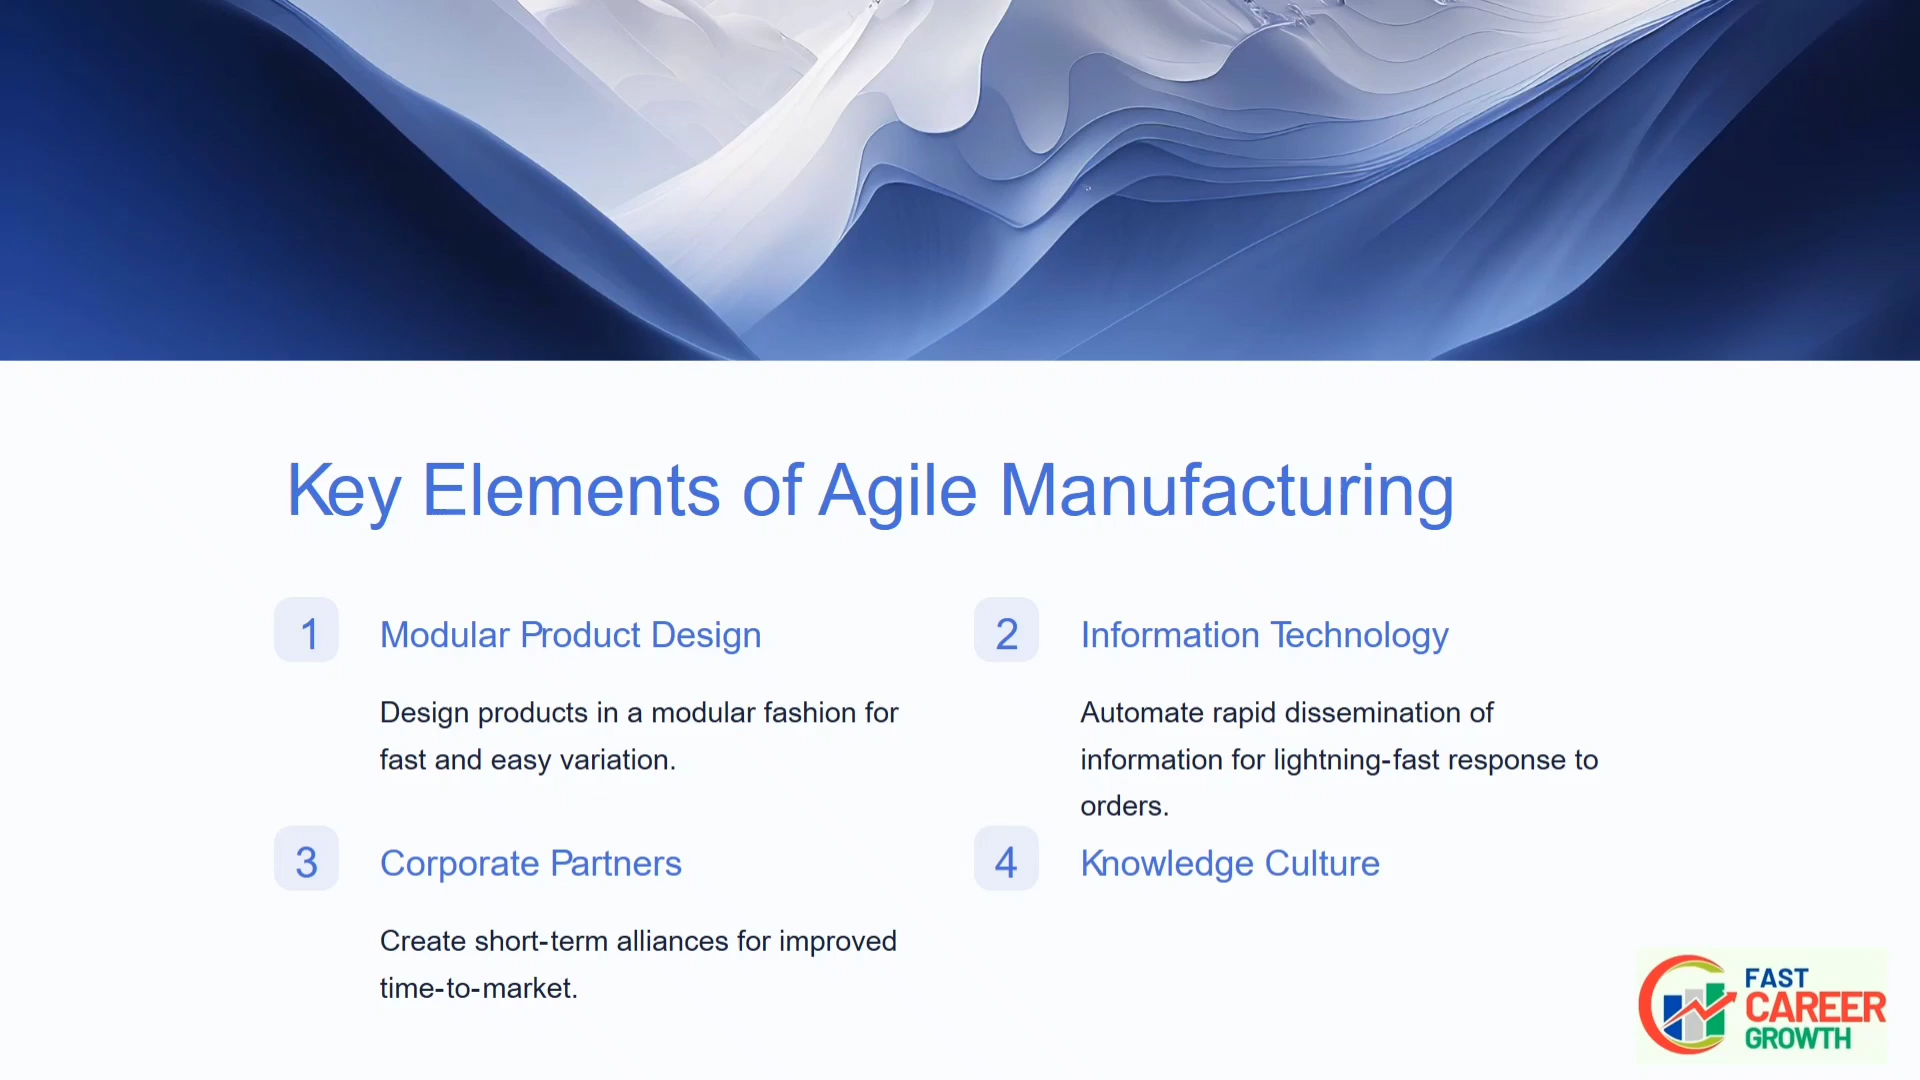 Key Elements of Agile Manufacturing
1
Modular Product Design
Design products in a modular fashion for
fast and easy variation.
2
Information Technology
Automate rapid dissemination of
information for lightning-fast response to
orders.
3
Corporate Partners
Create short-term alliances for improved
time-to-market.
4
Knowledge Culture
FAST
CAREER
GROWTH